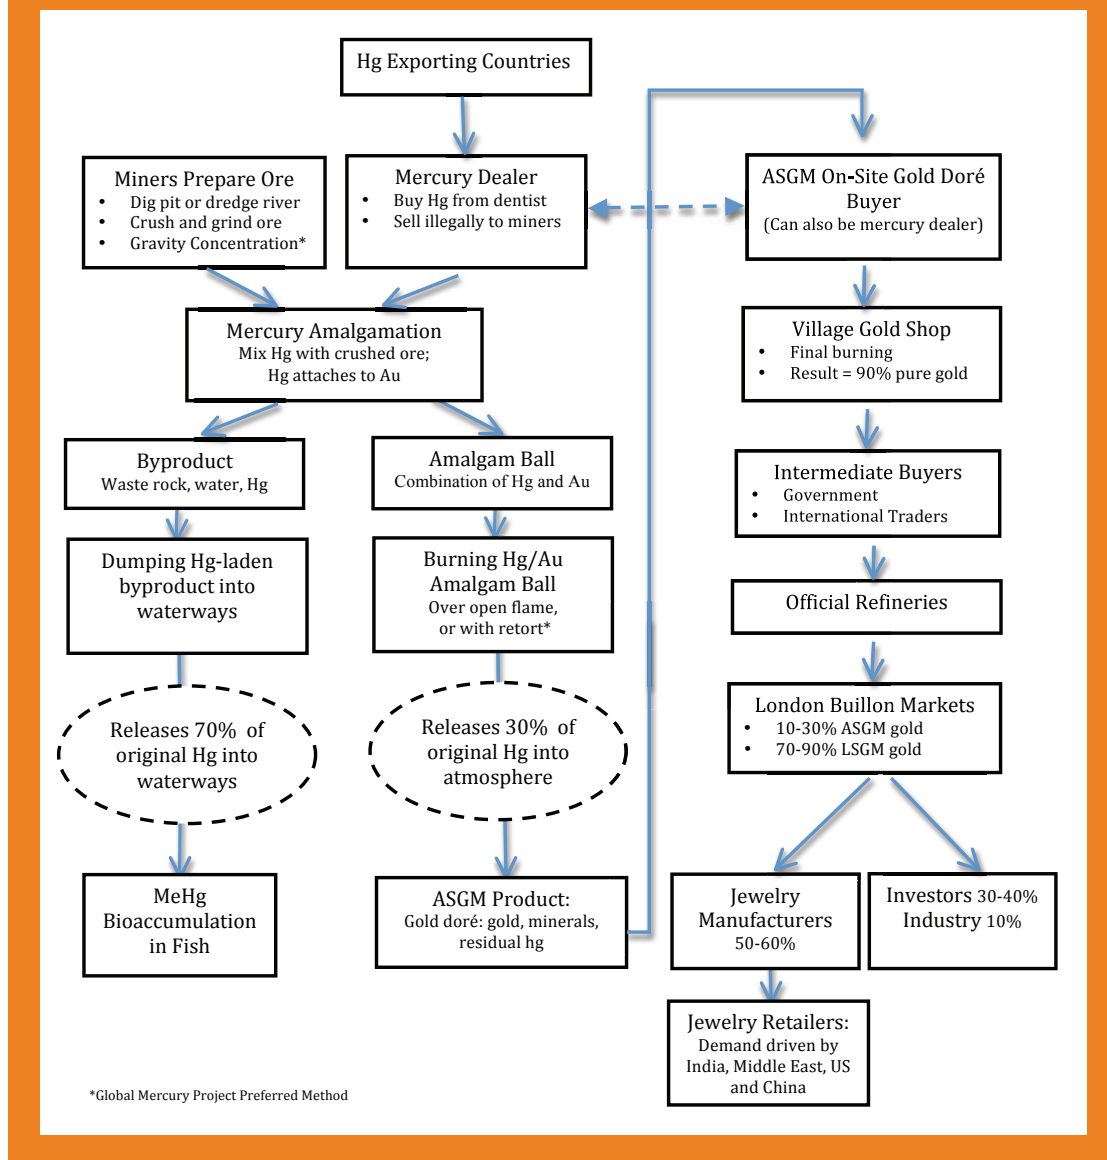 Hg Exporting Countries
Miners Prepare Ore
• Dig pit or dredge river
• Crush and grind ore
• Gravity Concentration*
Mercury Dealer
• Buy Hg from dentist
• Sell illegally to miners
ASGM On-Site Gold Doré
Buyer
(Can also be mercury dealer)
Mercury Amalgamation
Mix Hg with crushed ore;
Hg attaches to Au
Village Gold Shop
• Final burning
• Result = 90% pure gold
Byproduct
Waste rock, water, Hg
Amalgam Ball
Combination of Hg and Au
Intermediate Buyers
• Government
• International Traders
Dumping Hg-laden
byproduct into
waterways
Burning Hg/Au
Amalgam Ball
Over open flame,
or with retort*
Official Refineries
Releases 70% of
original Hg into
waterways
Releases 30% of
original Hg into
atmosphere
London Buillon Markets
• 10-30% ASGM gold
• 70-90% LSGM gold
MeHg
Bioaccumulation
in Fish
ASGM Product:
Gold doré: gold, minerals,
residual hg
Jewelry
Manufacturers
50-60%
Investors 30-40%
Industry 10%
Jewelry Retailers:
Demand driven by
India, Middle East, US
and China
*Global Mercury Project Preferred Method